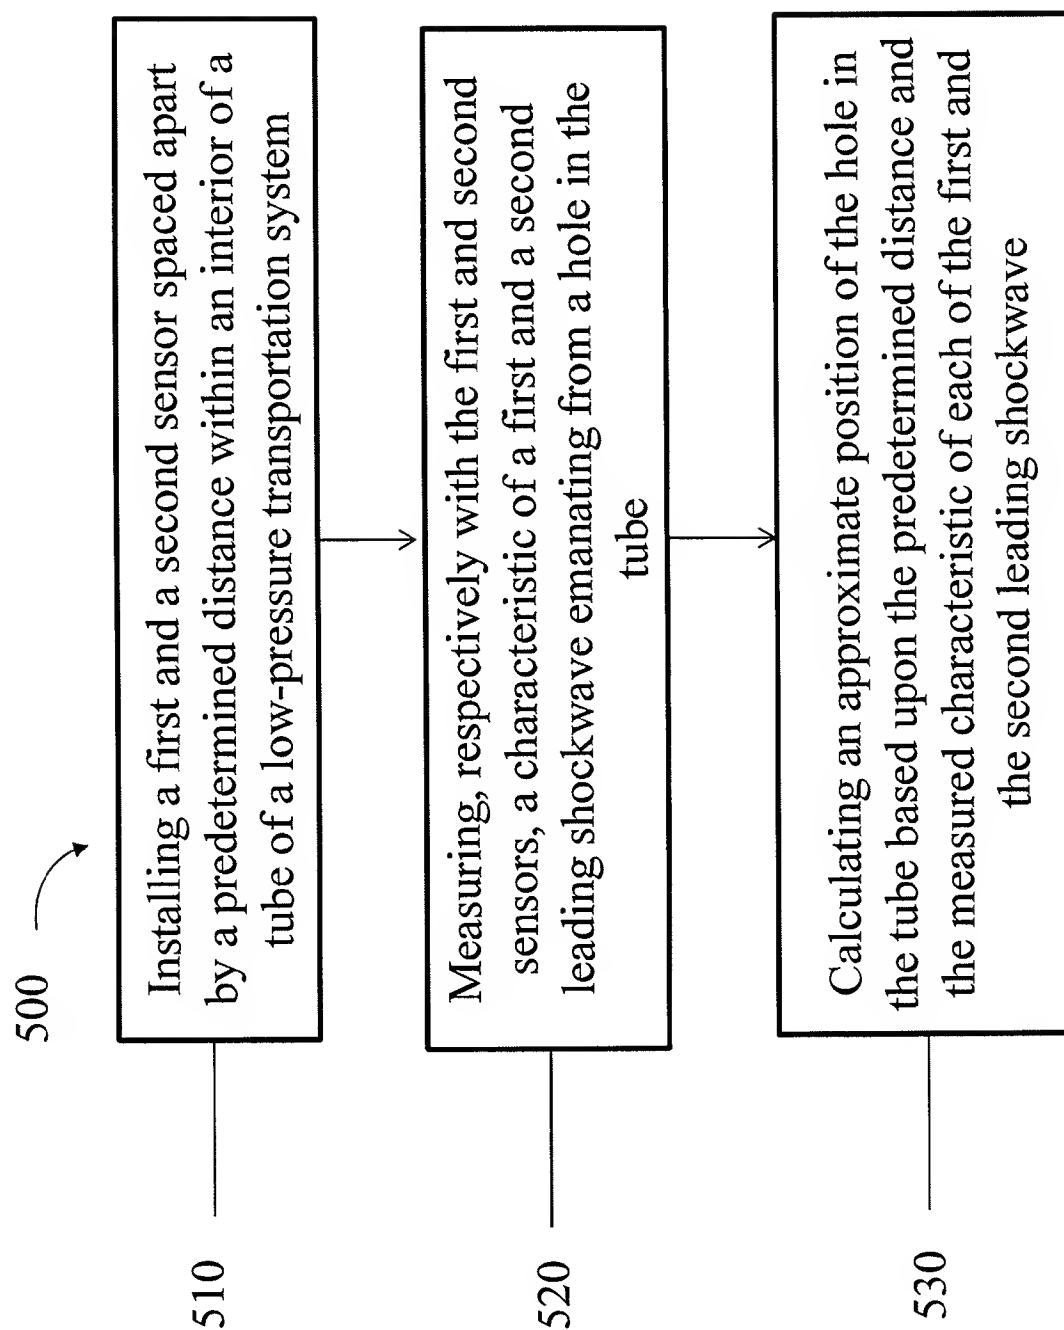 500
510
Installing a first and a second sensor spaced apart
by a predetermined distance within an interior of a
tube of a low-pressure transportation system
520
Measuring, respectively with the first and second
sensors, a characteristic of a first and a second
leading shockwave emanating from a hole in the
tube
530
Calculating an approximate position of the hole in
the tube based upon the predetermined distance and
the measured characteristic of each of the first and
the second leading shockwave